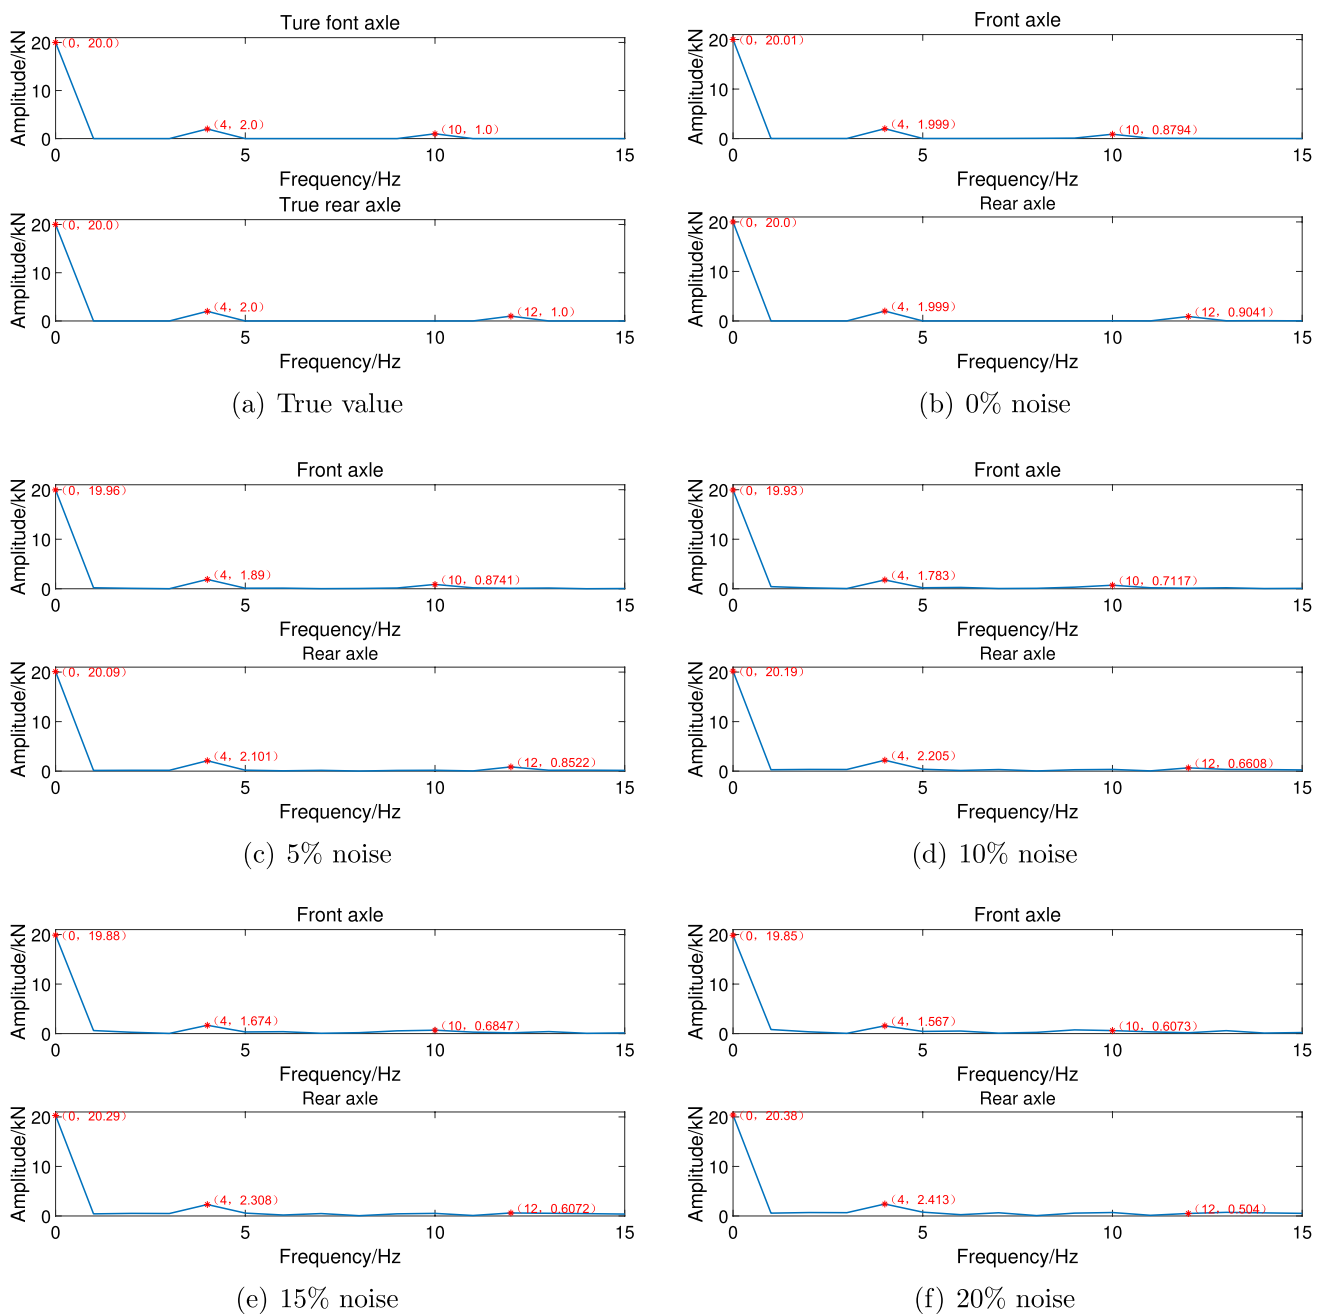 Ture font axle
Amplitude/kN
20
10
0
（0，20.0）
（4，2.0）
（10，1.0）
0 5 10 15
Frequency/Hz
True rear axle
Amplitude/kN
20
10
0
（0，20.0）
（4，2.0）
（12，1.0）
0 5 10 15
Frequency/Hz
(a) True value
Front axle
Amplitude/kN
20
10
0
（0，20.01）
（4，1.999）
（10，0.8794）
0 5 10 15
Frequency/Hz
Rear axle
Amplitude/kN
20
10
0
（0，20.0）
（4，1.999）
（12，0.9041）
0 5 10 15
Frequency/Hz
(b) 0% noise
Front axle
Amplitude/kN
20
10
0
（0，19.96）
（4，1.89）
（10，0.8741）
0 5 10 15
Frequency/Hz
Rear axle
Amplitude/kN
20
10
0
（0，20.09）
（4，2.101）
（12，0.8522）
0 5 10 15
Frequency/Hz
(c) 5% noise
Front axle
Amplitude/kN
20
10
0
（0，19.93）
（4，1.783）
（10，0.7117）
0 5 10 15
Frequency/Hz
Rear axle
Amplitude/kN
20
10
0
（0，20.19）
（4，2.205）
（12，0.6608）
0 5 10 15
Frequency/Hz
(d) 10% noise
Front axle
Amplitude/kN
20
10
0
（0，19.88）
（4，1.674）
（10，0.6847）
0 5 10 15
Frequency/Hz
Rear axle
Amplitude/kN
20
10
0
（0，20.29）
（4，2.308）
（12，0.6072）
0 5 10 15
Frequency/Hz
(e) 15% noise
Front axle
Amplitude/kN
20
10
0
（0，19.85）
（4，1.567）
（10，0.6073）
0 5 10 15
Frequency/Hz
Rear axle
Amplitude/kN
20
10
0
（0，20.38）
（4，2.413）
（12，0.504）
0 5 10 15
Frequency/Hz
(f) 20% noise